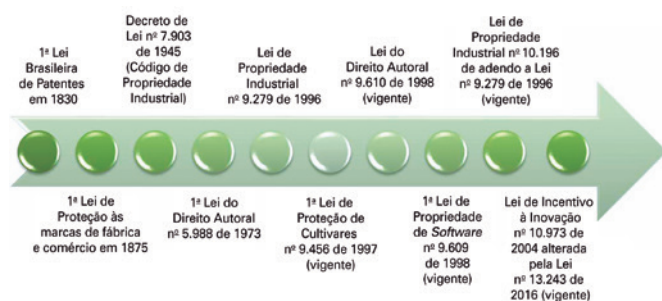 1ª Lei
Brasileira
de Patentes
em 1830
1ª Lei de
Proteção às
marcas de fábrica
e comércio em 1875
Decreto de
Lei nº 7.903
de 1945
(Código de
Propriedade
Industrial)
1ª Lei do
Direito Autoral
nº 5.988 de 1973
Lei de
Propriedade
Industrial
nº 9.279 de 1996
1ª Lei de
Proteção de
Cultivares
nº 9.456 de 1997
(vigente)
Lei do
Direito Autoral
nº 9.610 de 1998
(vigente)
1ª Lei de
Propriedade
de Software
nº 9.609
de 1998
(vigente)
Lei de
Propriedade
Industrial nº 10.196
de adendo a Lei
nº 9.279 de 1996
(vigente)
Lei de Incentivo
à Inovação
nº 10.973 de
2004 alterada
pela Lei
nº 13.243 de
2016 (vigente)